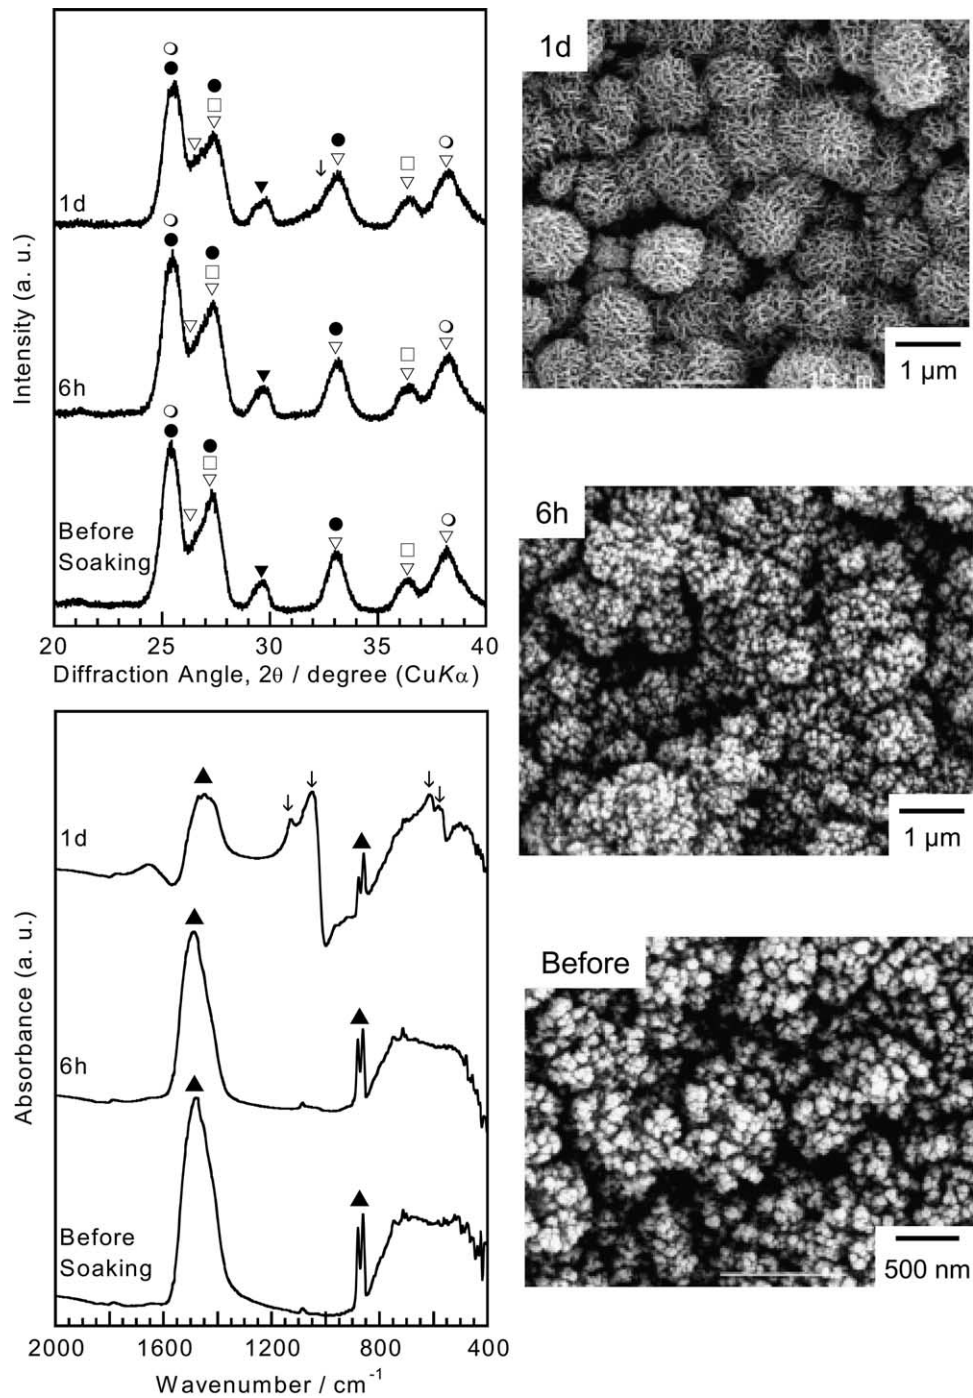 1d
6h
Before
Soaking
Intensity (a. u.)
20 25 30 35 40
Diffraction Angle, 2θ / degree (CuKα)
1d
6h
Before
Soaking
Absorbance (a. u.)
2000 1600 1200 800 400
Wavenumber / cm⁻¹
1d
1 µm
6h
1 µm
Before
500 nm